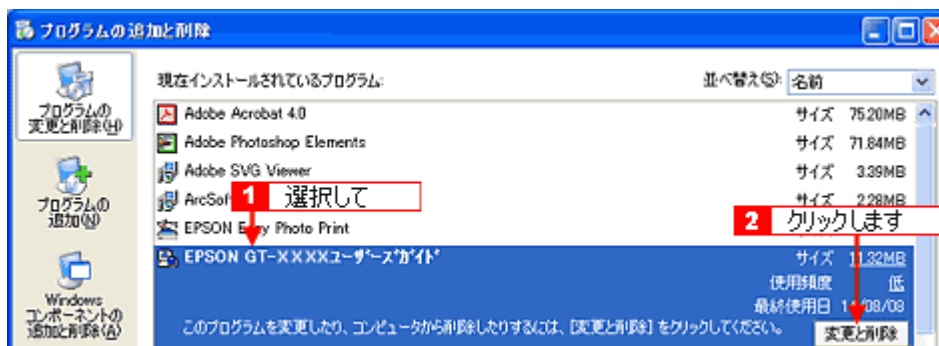 プログラムの追加と削除
現在インストールされているプログラム:
並べ替え(S):
名前
プログラムの
変更と削除(H)
プログラムの
追加(N)
Windows
コンポーネントの
追加と削除(A)
Adobe Acrobat 4.0
サイズ 75.20MB
Adobe Photoshop Elements
サイズ 71.84MB
Adobe SVG Viewer
サイズ 3.39MB
ArcSof
サイズ 2.28MB
1 選択して
EPSON Photo Print
2 クリックします
EPSON GT-XXXXユーザーズガイド
サイズ 11.32MB
使用頻度 低
最終使用日
このプログラムを変更したり、コンピュータから削除したりするには、[変更と削除] をクリックしてください。
変更と削除